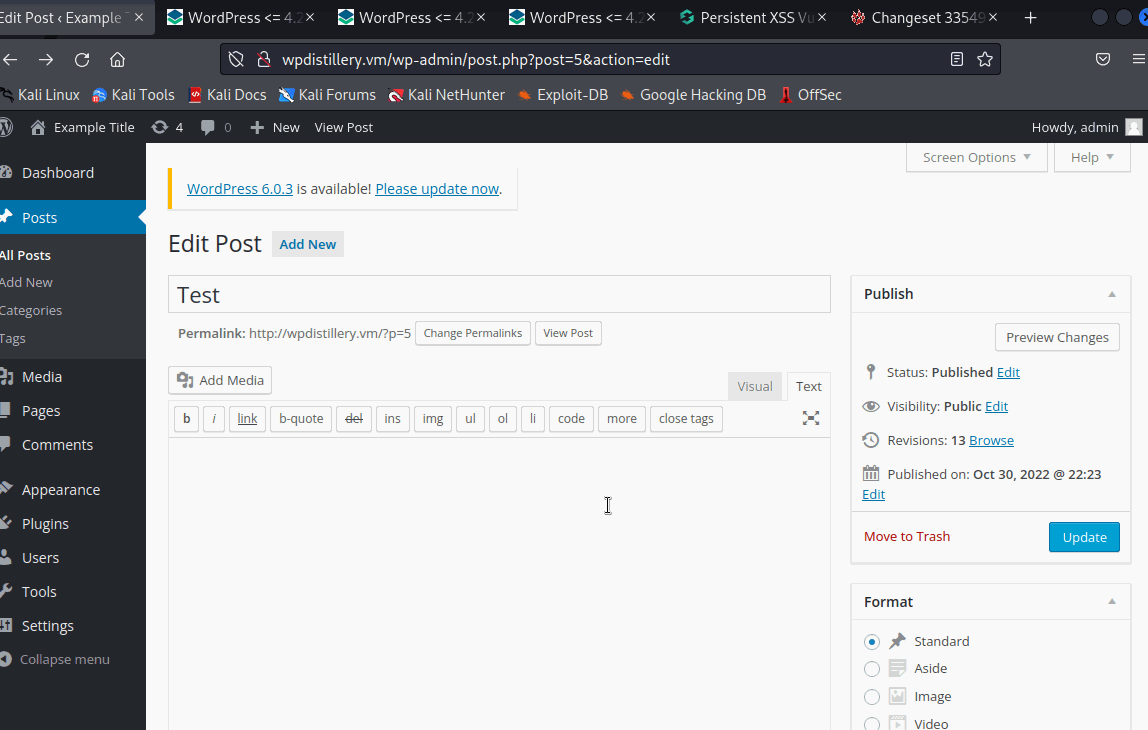 Edit Post ‹ Example T
WordPress <= 4.2
WordPress <= 4.2
WordPress <= 4.2
Persistent XSS Vu
Changeset 33549
wpdistillery.vm/wp-admin/post.php?post=5&action=edit
Kali Linux
Kali Tools
Kali Docs
Kali Forums
Kali NetHunter
Exploit-DB
Google Hacking DB
OffSec
Example Title
4
0
New
View Post
Howdy, admin
Dashboard
Posts
All Posts
Add New
Categories
Tags
Media
Pages
Comments
Appearance
Plugins
Users
Tools
Settings
Collapse menu
Screen Options
Help
WordPress 6.0.3 is available! Please update now.
Edit Post
Add New
Test
Permalink: http://wpdistillery.vm/?p=5
Change Permalinks
View Post
Add Media
Visual
Text
b
i
link
b-quote
del
ins
img
ul
ol
li
code
more
close tags
Publish
Preview Changes
Status: Published Edit
Visibility: Public Edit
Revisions: 13 Browse
Published on: Oct 30, 2022 @ 22:23
Edit
Move to Trash
Update
Format
Standard
Aside
Image
Video